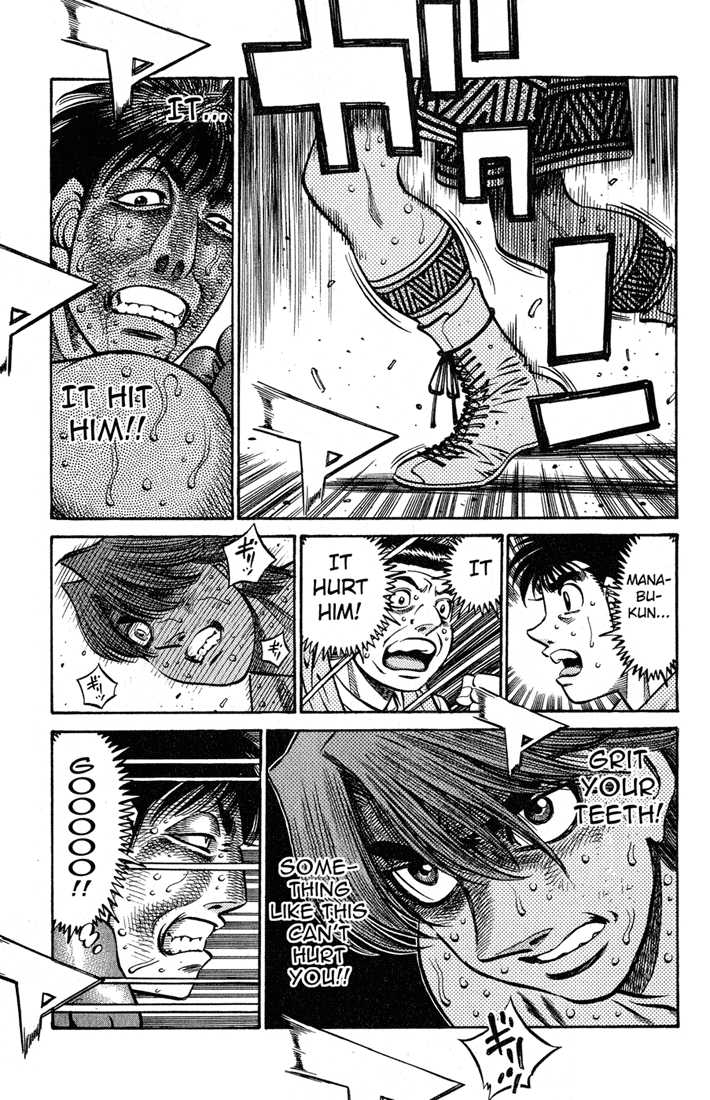 IT...
IT HIT
HIM!!
MANA-
BU-
KUN...
IT
IT
HURT
HIM!
GRIT
YOUR
TEETH!
SOME-
THING
LIKE THIS
CAN'T
HURT
YOU!!
GOOOOO!!